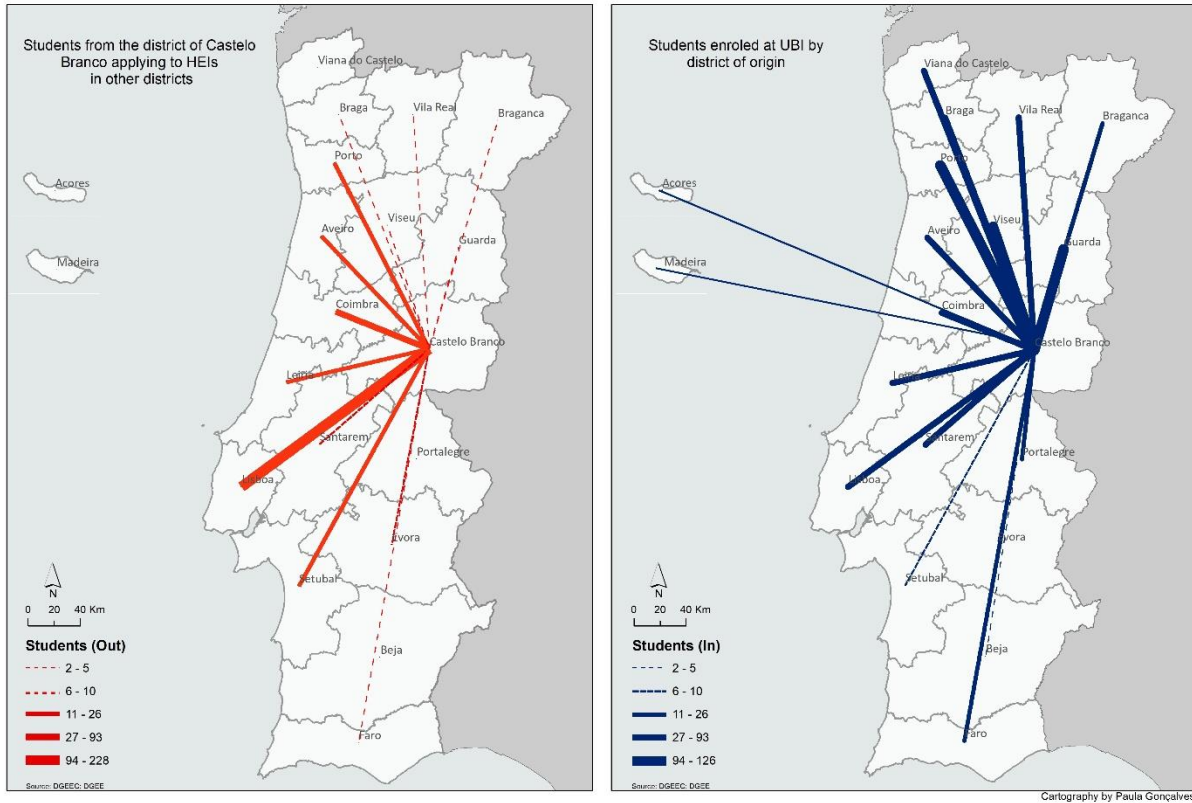 Students from the district of Castelo
Branco applying to HEIs
in other districts
Viana do Castelo
Braga
Vila Real
Braganca
Porto
Açores
Viseu
Aveiro
Guarda
Madeira
Coimbra
Castelo Branco
Leiria
Santarem
Portalegre
Lisboa
Evora
Setubal
N
0 20 40 Km
Students (Out)
2 - 5
6 - 10
11 - 26
27 - 93
94 - 228
Beja
Faro
Source: DGEEC; DGEE
Students enroled at UBI by
district of origin
Viana do Castelo
Braga
Vila Real
Braganca
Porto
Açores
Viseu
Aveiro
Guarda
Madeira
Coimbra
Castelo Branco
Leiria
Santarem
Portalegre
Lisboa
Evora
Setubal
N
0 20 40 Km
Students (In)
2 - 5
6 - 10
11 - 26
27 - 93
94 - 126
Beja
Faro
Source: DGEEC; DGEE
Cartography by Paula Gonçalves